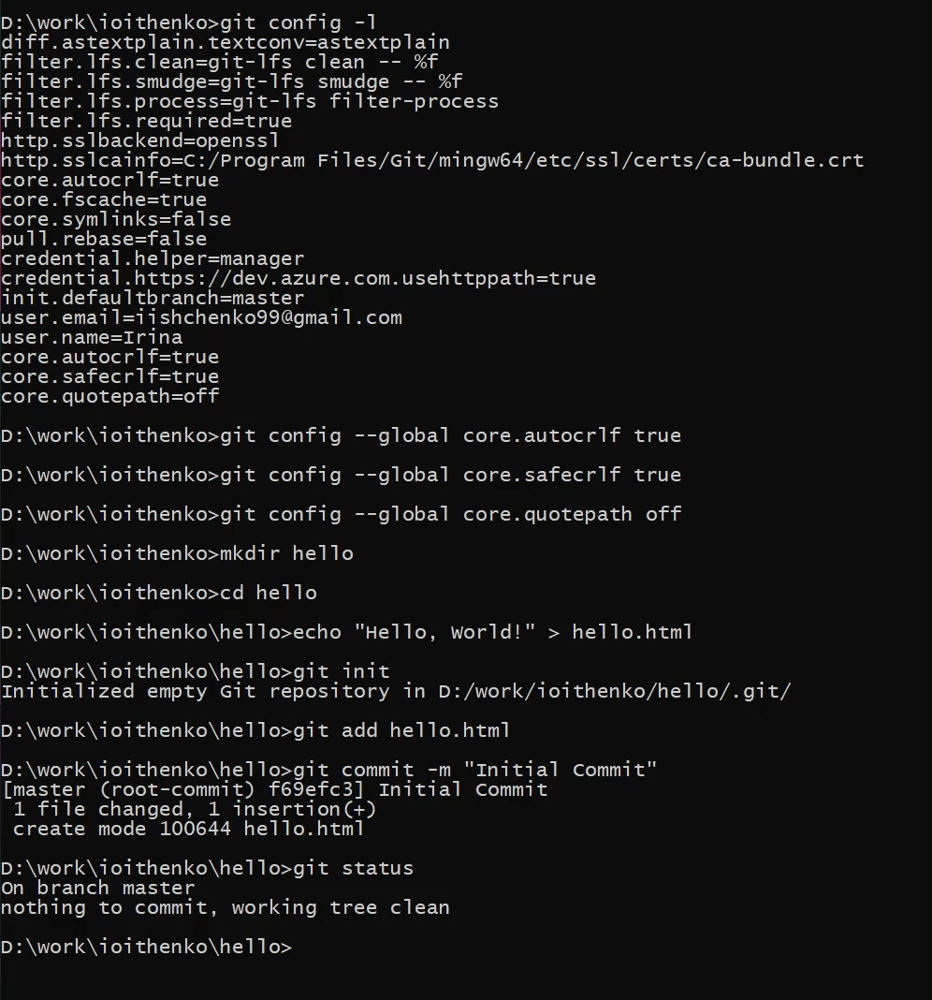 D:\work\ioithenko>git config -l
diff.astextplain.textconv=astextplain
filter.lfs.clean=git-lfs clean -- %f
filter.lfs.smudge=git-lfs smudge -- %f
filter.lfs.process=git-lfs filter-process
filter.lfs.required=true
http.sslbackend=openssl
http.sslcainfo=C:/Program Files/Git/mingw64/etc/ssl/certs/ca-bundle.crt
core.autocrlf=true
core.fscache=true
core.symlinks=false
pull.rebase=false
credential.helper=manager
credential.https://dev.azure.com.usehttppath=true
init.defaultbranch=master
user.email=iishchenko99@gmail.com
user.name=Irina
core.autocrlf=true
core.safecrlf=true
core.quotepath=off
D:\work\ioithenko>git config --global core.autocrlf true
D:\work\ioithenko>git config --global core.safecrlf true
D:\work\ioithenko>git config --global core.quotepath off
D:\work\ioithenko>mkdir hello
D:\work\ioithenko>cd hello
D:\work\ioithenko\hello>echo "Hello, World!" > hello.html
D:\work\ioithenko\hello>git init
Initialized empty Git repository in D:/work/ioithenko/hello/.git/
D:\work\ioithenko\hello>git add hello.html
D:\work\ioithenko\hello>git commit -m "Initial Commit"
[master (root-commit) f69efc3] Initial Commit
 1 file changed, 1 insertion(+)
 create mode 100644 hello.html
D:\work\ioithenko\hello>git status
On branch master
nothing to commit, working tree clean
D:\work\ioithenko\hello>